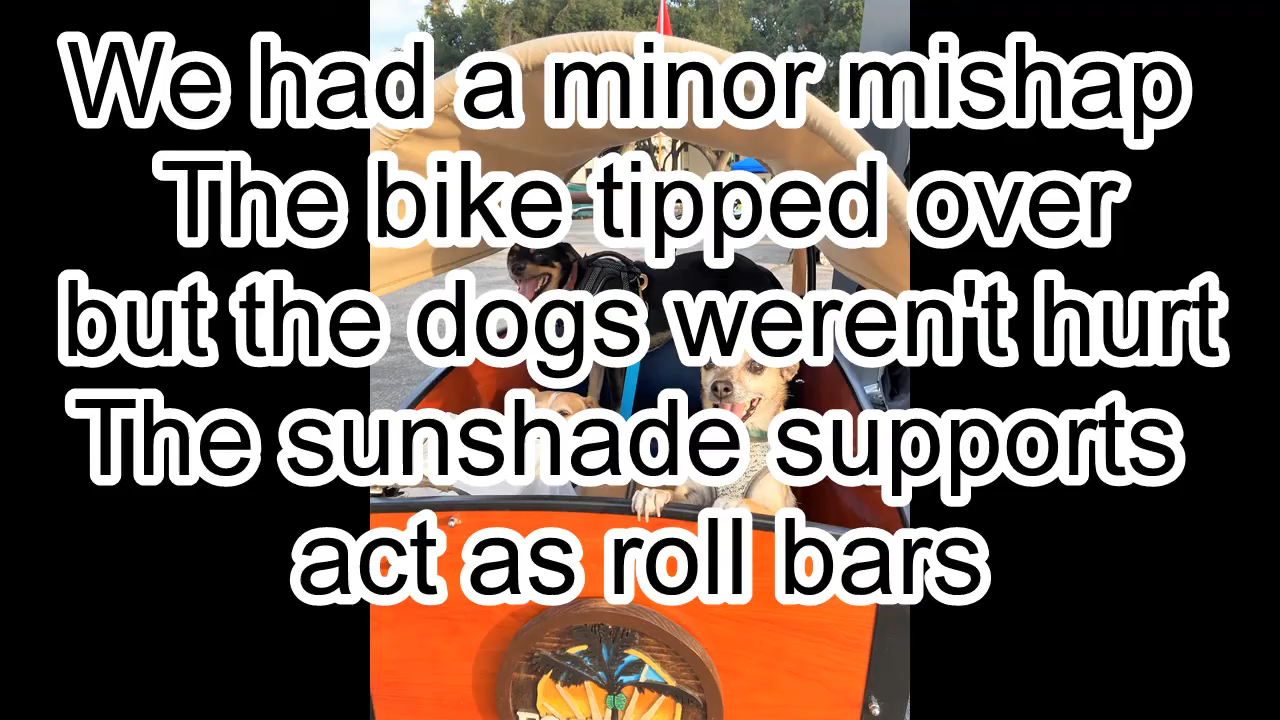 We had a minor mishap
The bike tipped over
but the dogs weren't hurt
The sunshade supports
act as roll bars